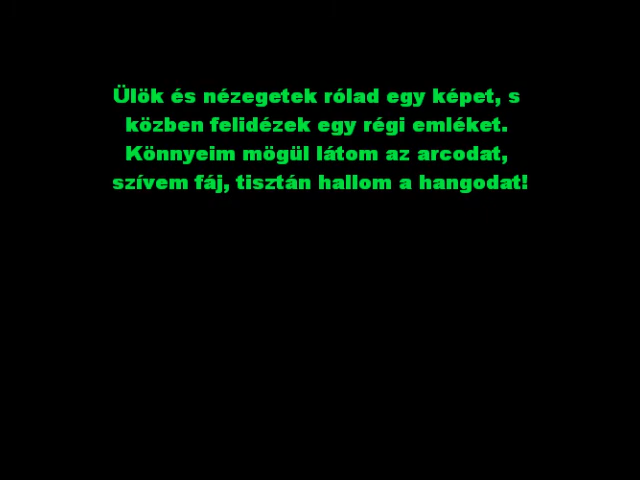 Ülök és nézegetek rólad egy képet, s
közben felidézek egy régi emléket.
Könnyeim mögül látom az arcodat,
szívem fáj, tisztán hallom a hangodat!